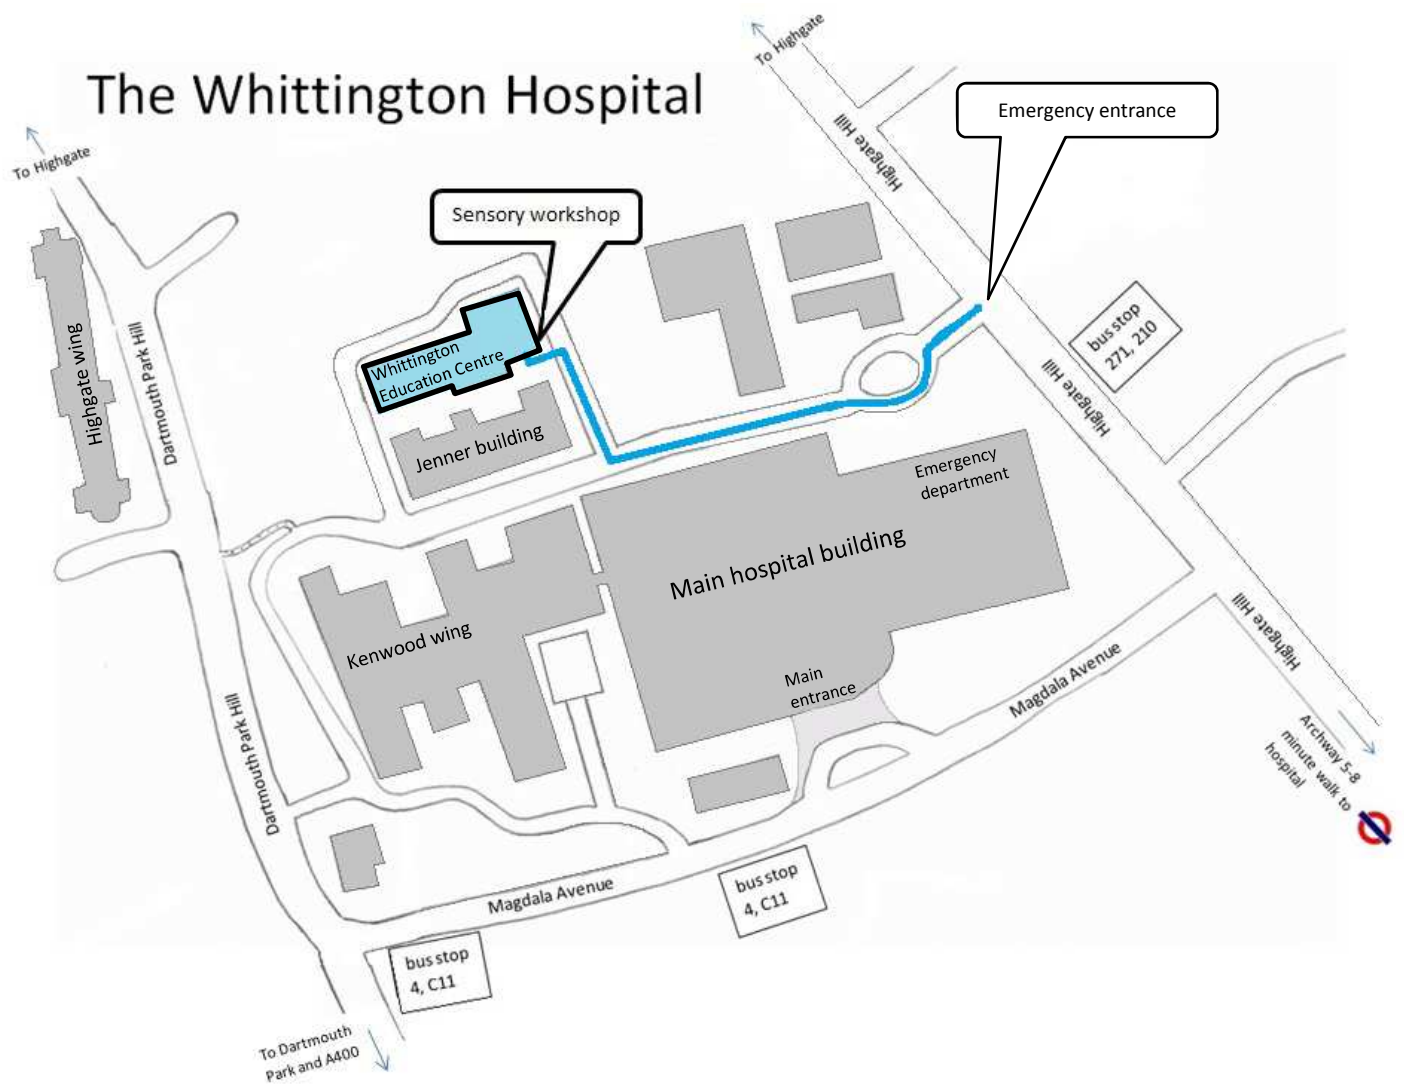 The Whittington Hospital
To Highgate
To Highgate
Emergency entrance
Highgate Hill
Sensory workshop
bus stop
271, 210
Highgate Hill
Highgate wing
Dartmouth Park Hill
Whittington
Education Centre
Jenner building
Emergency
department
Main hospital building
Kenwood wing
Main
entrance
Highgate Hill
Magdala Avenue
Archway 5-8
minute walk to
hospital
Dartmouth Park Hill
Magdala Avenue
bus stop
4, C11
bus stop
4, C11
To Dartmouth
Park and A400